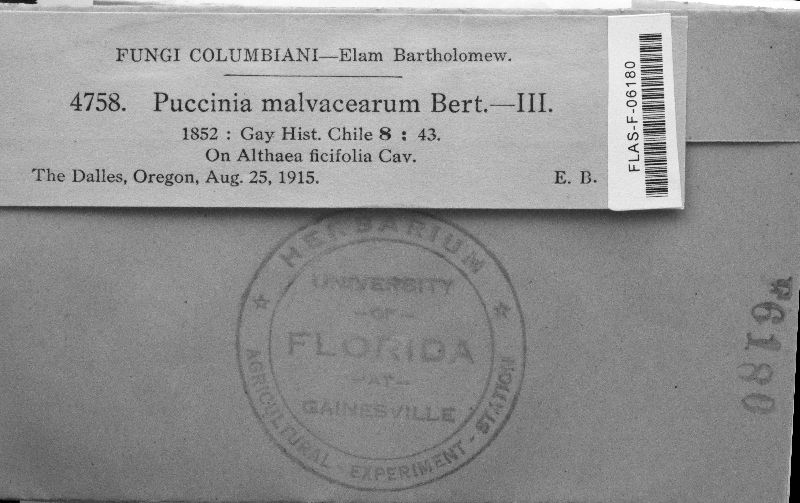 FUNGI COLUMBIANI—Elam Bartholomew.
4758. Puccinia malvacearum Bert.—III.
1852 : Gay Hist. Chile 8 : 43.
On Althaea ficifolia Cav.
The Dalles, Oregon, Aug. 25, 1915. E. B.
FLAS-F-06180
HERBARIUM
UNIVERSITY
—OF—
FLORIDA
—AT—
GAINESVILLE
AGRICULTURAL - EXPERIMENT - STATION
6180